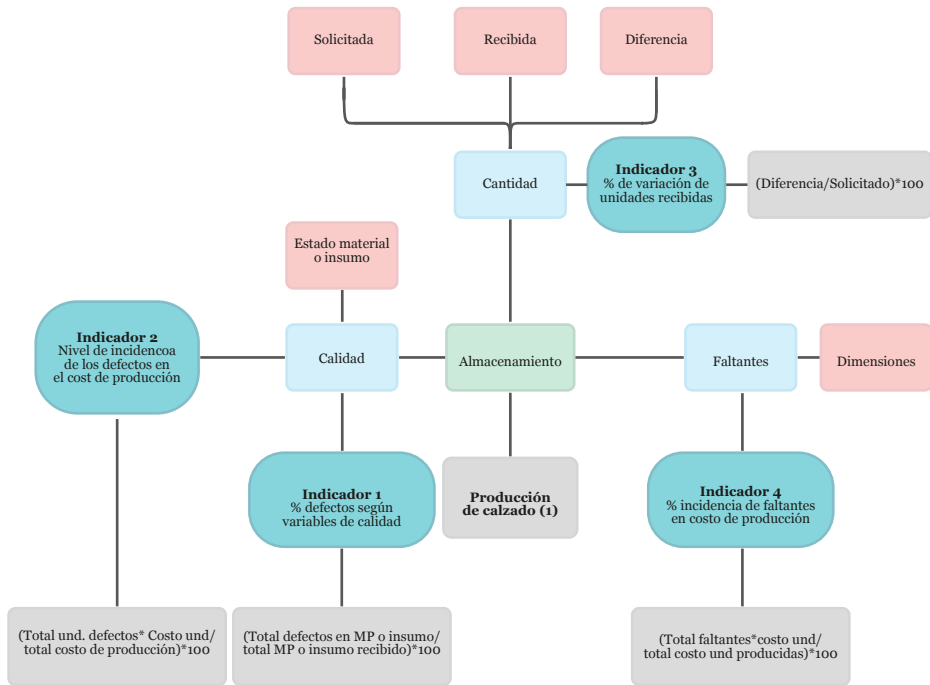 Solicitada
Recibida
Diferencia
Cantidad
Indicador 3
% de variación de
unidades recibidas
(Diferencia/Solicitado)*100
Estado material
o insumo
Indicador 2
Nivel de incidencoa
de los defectos en
el cost de producción
Calidad
Almacenamiento
Faltantes
Dimensiones
Indicador 1
% defectos según
variables de calidad
Producción
de calzado (1)
Indicador 4
% incidencia de faltantes
en costo de producción
(Total und. defectos* Costo und/
total costo de producción)*100
(Total defectos en MP o insumo/
total MP o insumo recibido)*100
(Total faltantes*costo und/
total costo und producidas)*100